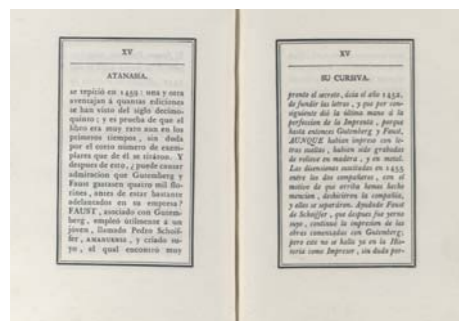 XV
ATANASIA.
se repitió en 1459: una y otra
aventajan á quantas ediciones
se han visto del siglo decimo-
quinto; y es prueba de que el
libro era muy raro aun en los
primeros tiempos, sin duda
por el corto número de exem-
plares que de él se tiráron. Y
despues de esto, ¿puede causar
admiracion que Gutemberg y
Faust gastasen quatro mil flo-
rines, antes de estar bastante
adelantados en su empresa?
FAUST, asociado con Gutem-
berg, empleó útilmente á un
jóven, llamado Pedro Schoif-
fer, AMANUENSE, y criado su-
yo, el qual encontró muy
XV
SU CURSIVA.
presto el secreto, ácia el año 1452,
de fundir las letras, y puso por con-
siguiente dió la última mano á la
perfeccion de la Imprenta, porque
hasta entonces Gutemberg y Faust,
AUNQUE habian impreso con le-
tras sueltas, habian sido grabadas
de relieve en madera, y en metal.
Las disensiones suscitadas en 1455
entre los dos compañeros, con el
motivo de que arriba hemos hecho
mencion, deshicieron la compañía,
y ellos se separáron. Ayudado Faust
de Schoiffer, que despues fue yerno
suyo, continuó la impresion de las
obras comenzadas con Gutemberg;
pero este no se halla ya en la His-
toria como Impresor, sin duda por-